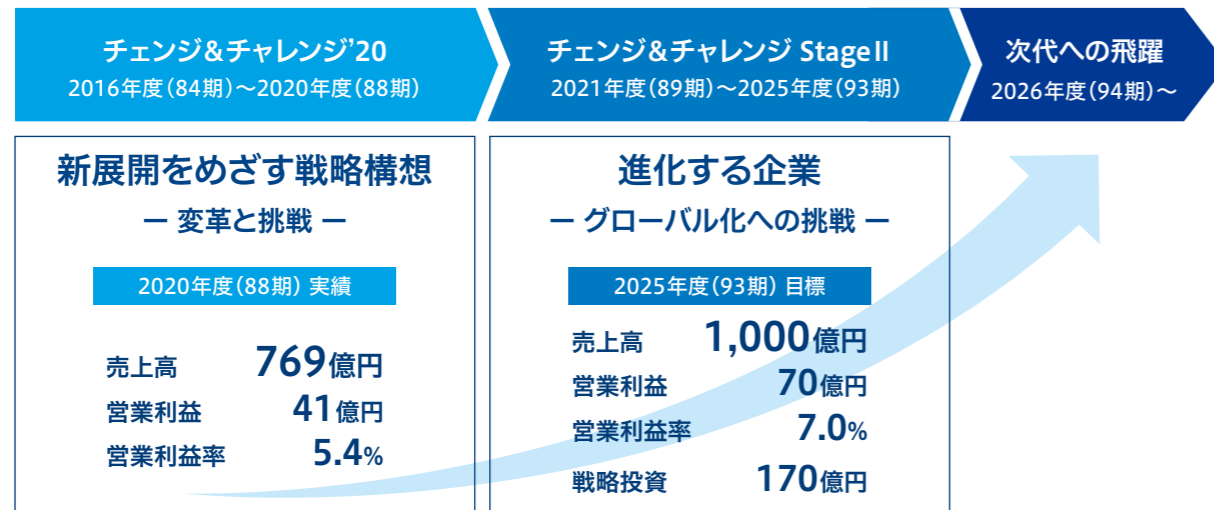 チェンジ&チャレンジ’20
2016年度(84期)～2020年度(88期)
チェンジ&チャレンジ StageⅡ
2021年度(89期)～2025年度(93期)
次代への飛躍
2026年度(94期)～
新展開をめざす戦略構想
ー 変革と挑戦 ー
2020年度(88期) 実績
売上高 769億円
営業利益 41億円
営業利益率 5.4%
進化する企業
ー グローバル化への挑戦 ー
2025年度(93期) 目標
売上高 1,000億円
営業利益 70億円
営業利益率 7.0%
戦略投資 170億円